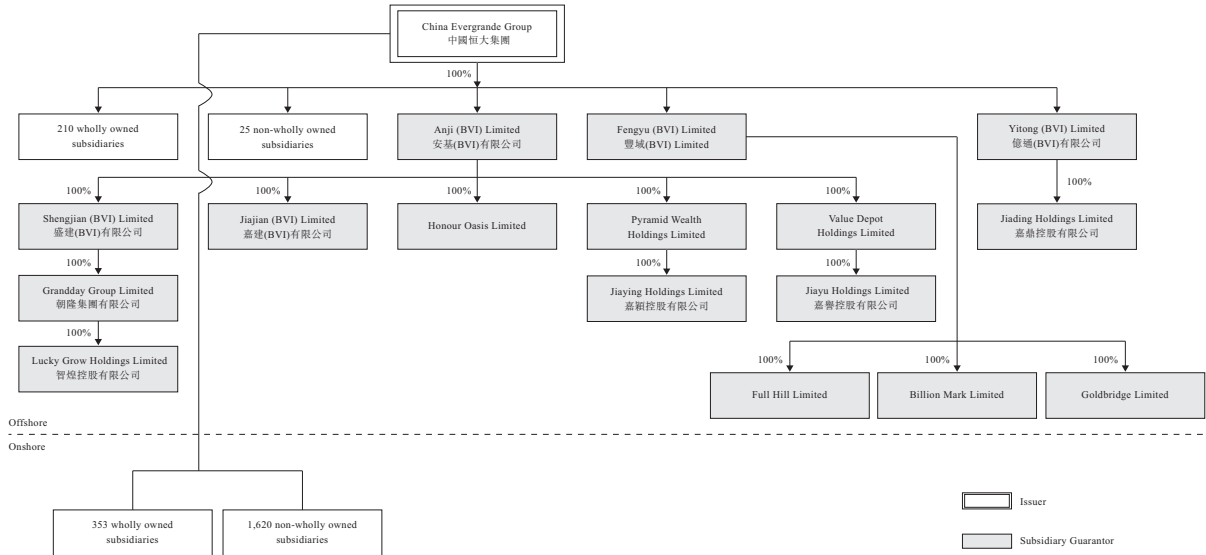 China Evergrande Group
中國恒大集團
100%
210 wholly owned
subsidiaries
25 non-wholly owned
subsidiaries
Anji (BVI) Limited
安基(BVI)有限公司
Fengyu (BVI) Limited
豐域(BVI) Limited
Yitong (BVI) Limited
億通(BVI)有限公司
100%
100%
100%
100%
100%
100%
Shengjian (BVI) Limited
盛建(BVI)有限公司
Jiajian (BVI) Limited
嘉建(BVI)有限公司
Honour Oasis Limited
Pyramid Wealth
Holdings Limited
Value Depot
Holdings Limited
Jiading Holdings Limited
嘉鼎控股有限公司
100%
100%
100%
Grandday Group Limited
朝隆集團有限公司
Jiaying Holdings Limited
嘉穎控股有限公司
Jiayu Holdings Limited
嘉譽控股有限公司
100%
Lucky Grow Holdings Limited
智煌控股有限公司
100%
100%
100%
Full Hill Limited
Billion Mark Limited
Goldbridge Limited
Offshore
Onshore
353 wholly owned
subsidiaries
1,620 non-wholly owned
subsidiaries
Issuer
Subsidiary Guarantor